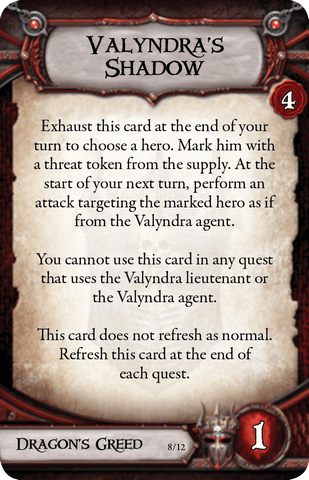 Valyndra's
Shadow
4
Exhaust this card at the end of your
turn to choose a hero. Mark him with
a threat token from the supply. At the
start of your next turn, perform an
attack targeting the marked hero as if
from the Valyndra agent.
You cannot use this card in any quest
that uses the Valyndra lieutenant or
the Valyndra agent.
This card does not refresh as normal.
Refresh this card at the end of
each quest.
Dragon's Greed 8/12
1